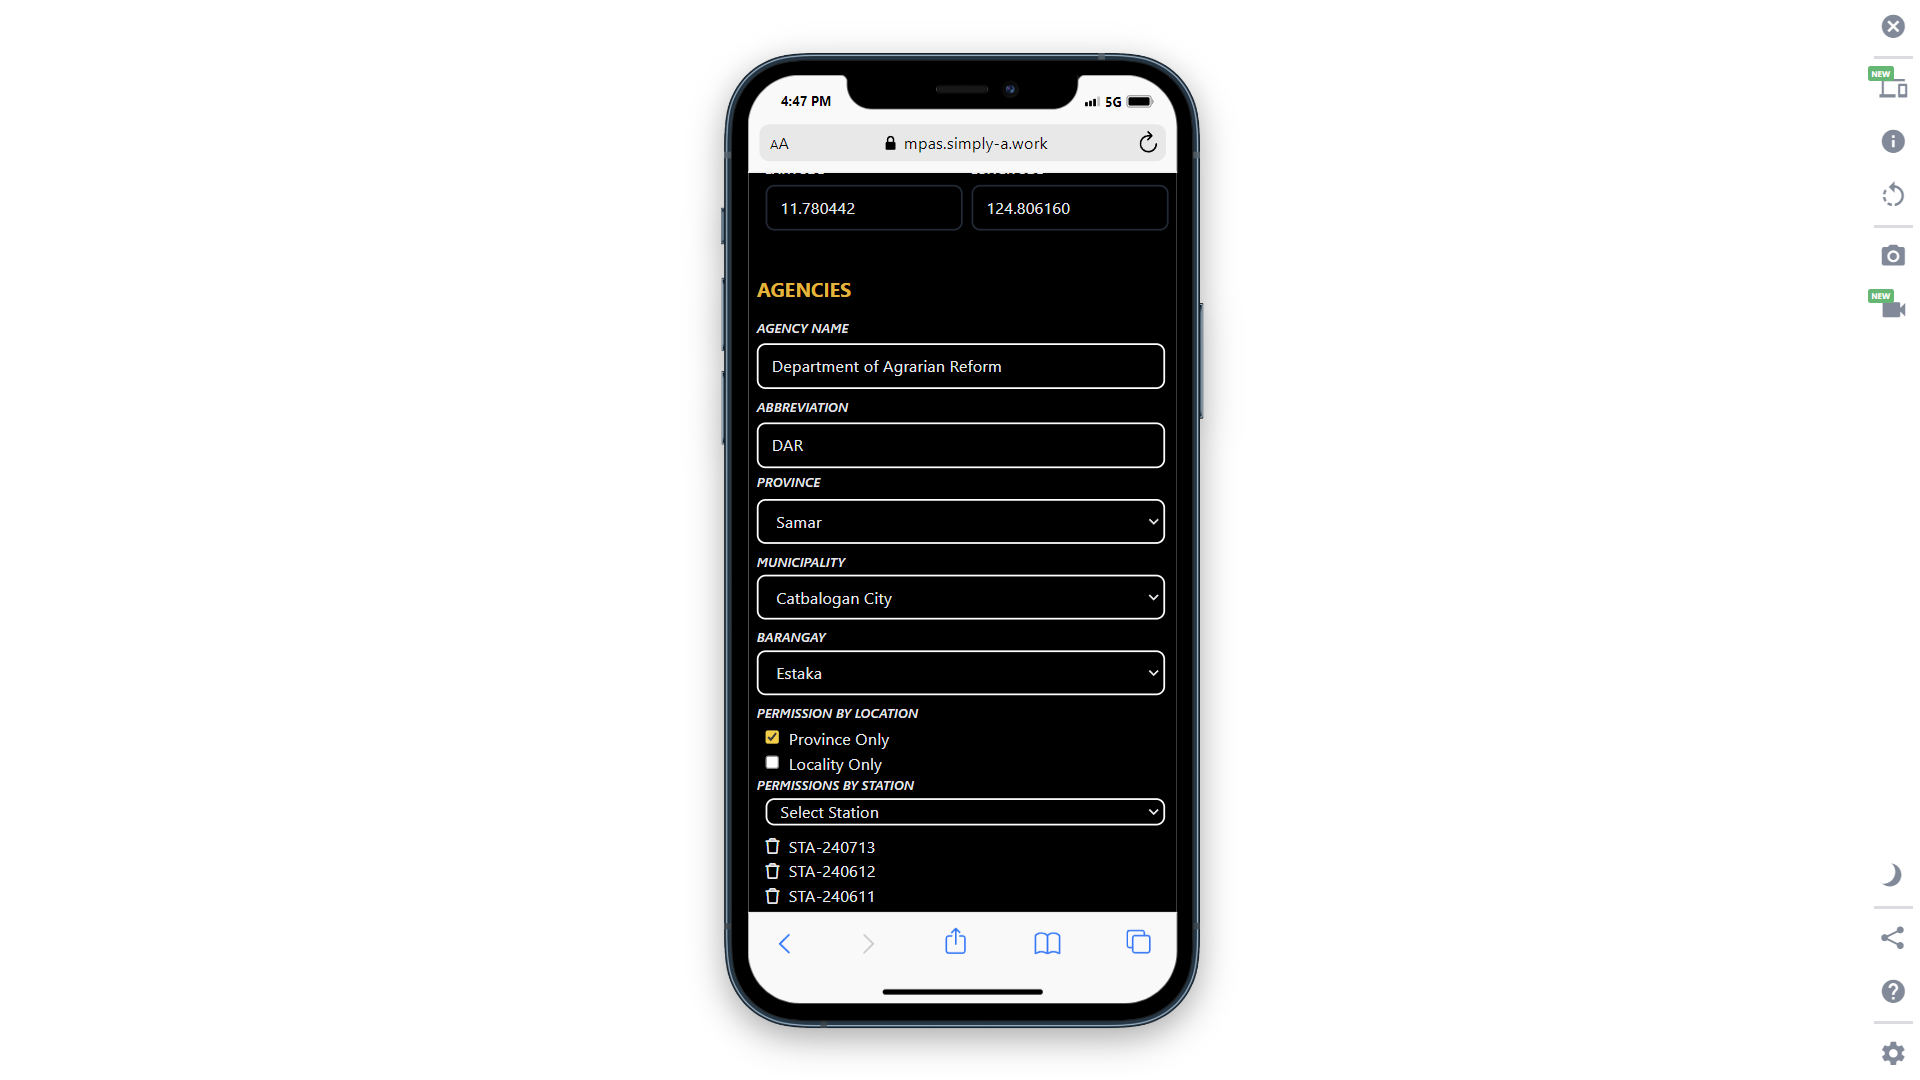 NEW
4:47 PM
5G
AA
mpas.simply-a.work
11.780442
124.806160
AGENCIES
AGENCY NAME
Department of Agrarian Reform
ABBREVIATION
DAR
PROVINCE
Samar
MUNICIPALITY
Catbalogan City
BARANGAY
Estaka
PERMISSION BY LOCATION
Province Only
Locality Only
PERMISSIONS BY STATION
Select Station
STA-240713
STA-240612
STA-240611
NEW